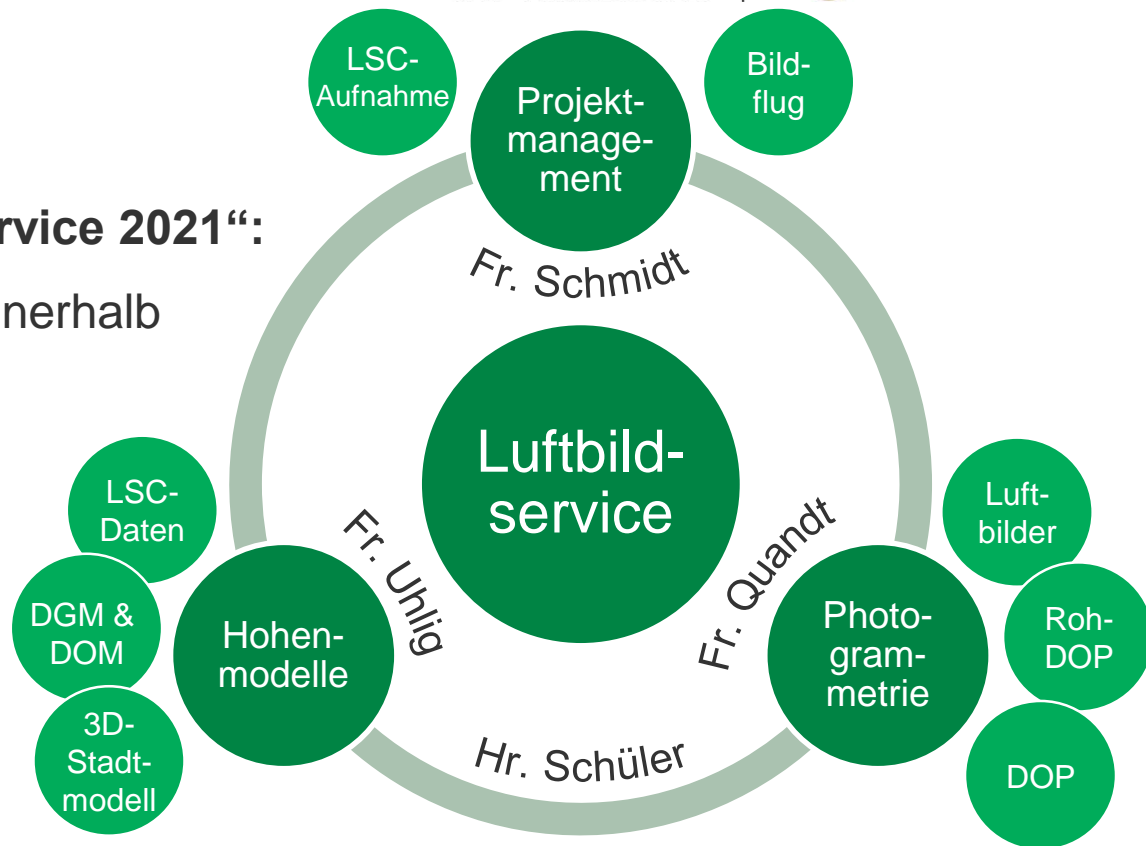 LSC-
Aufnahme
Projekt-
manage-
ment
Bild-
flug
rvice 2021“:
nerhalb
Fr. Schmidt
Luftbild-
service
LSC-
Daten
DGM &
DOM
3D-
Stadt-
modell
Hohen-
modelle
Fr. Uhlig
Fr. Quandt
Hr. Schüler
Photo-
gram-
metrie
Luft-
bilder
Roh-
DOP
DOP